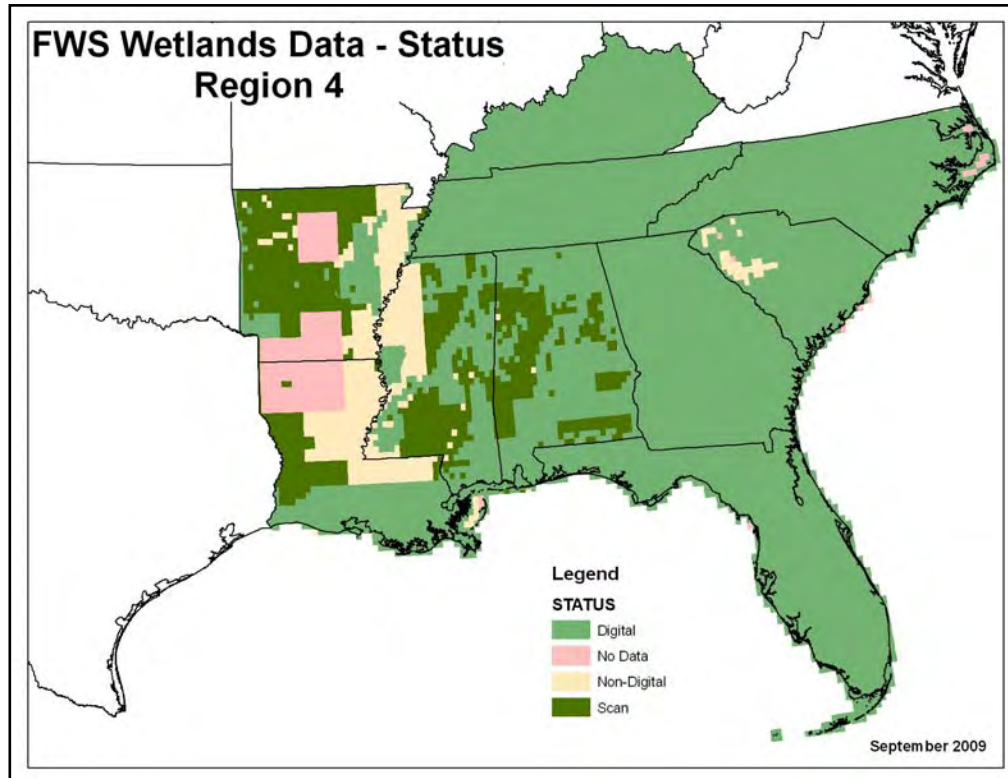 FWS Wetlands Data - Status
Region 4
Legend
STATUS
Digital
No Data
Non-Digital
Scan
September 2009